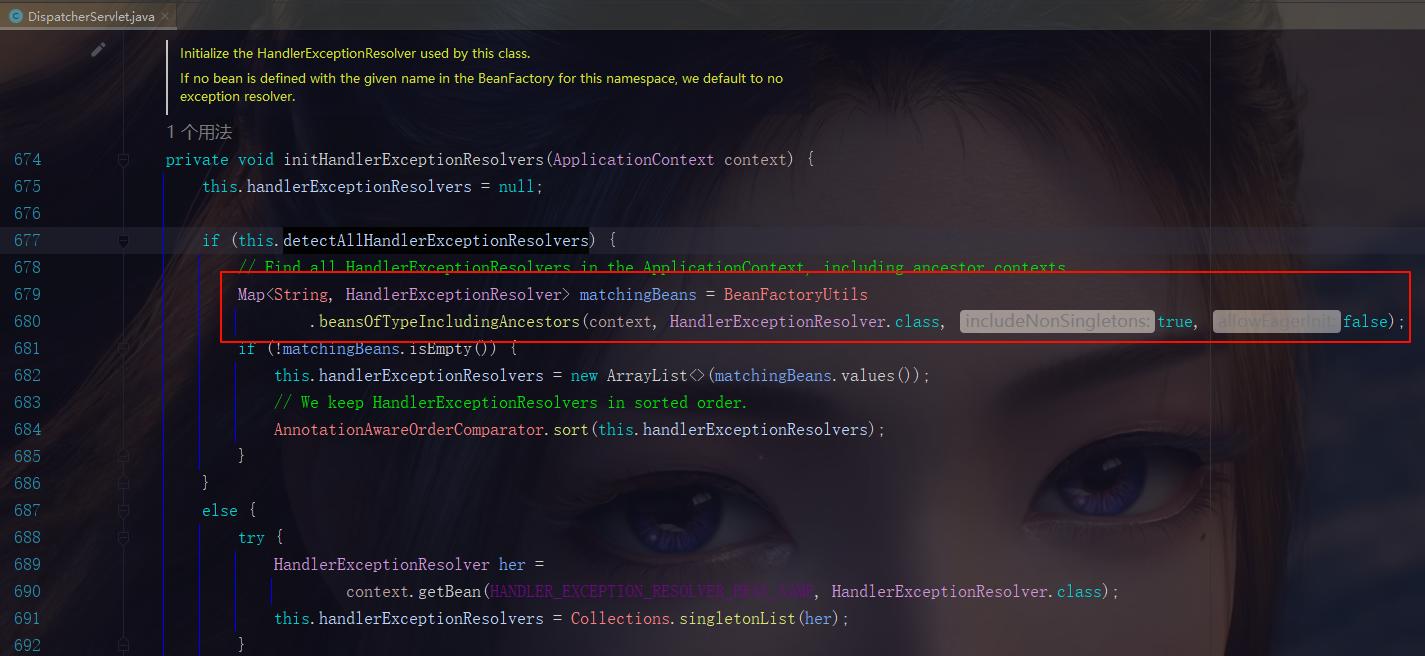 DispatcherServlet.java
Initialize the HandlerExceptionResolver used by this class.
If no bean is defined with the given name in the BeanFactory for this namespace, we default to no
exception resolver.
1 个用法
674 private void initHandlerExceptionResolvers(ApplicationContext context) {
675 this.handlerExceptionResolvers = null;
676
677 if (this.detectAllHandlerExceptionResolvers) {
678 // Find all HandlerExceptionResolvers in the ApplicationContext, including ancestor contexts
679 Map<String, HandlerExceptionResolver> matchingBeans = BeanFactoryUtils
680 .beansOfTypeIncludingAncestors(context, HandlerExceptionResolver.class, includeNonSingletons: true, allowEagerInit: false);
681 if (!matchingBeans.isEmpty()) {
682 this.handlerExceptionResolvers = new ArrayList<>(matchingBeans.values());
683 // We keep HandlerExceptionResolvers in sorted order.
684 AnnotationAwareOrderComparator.sort(this.handlerExceptionResolvers);
685 }
686 }
687 else {
688 try {
689 HandlerExceptionResolver her =
690 context.getBean(HANDLER_EXCEPTION_RESOLVER_BEAN_NAME, HandlerExceptionResolver.class);
691 this.handlerExceptionResolvers = Collections.singletonList(her);
692 }